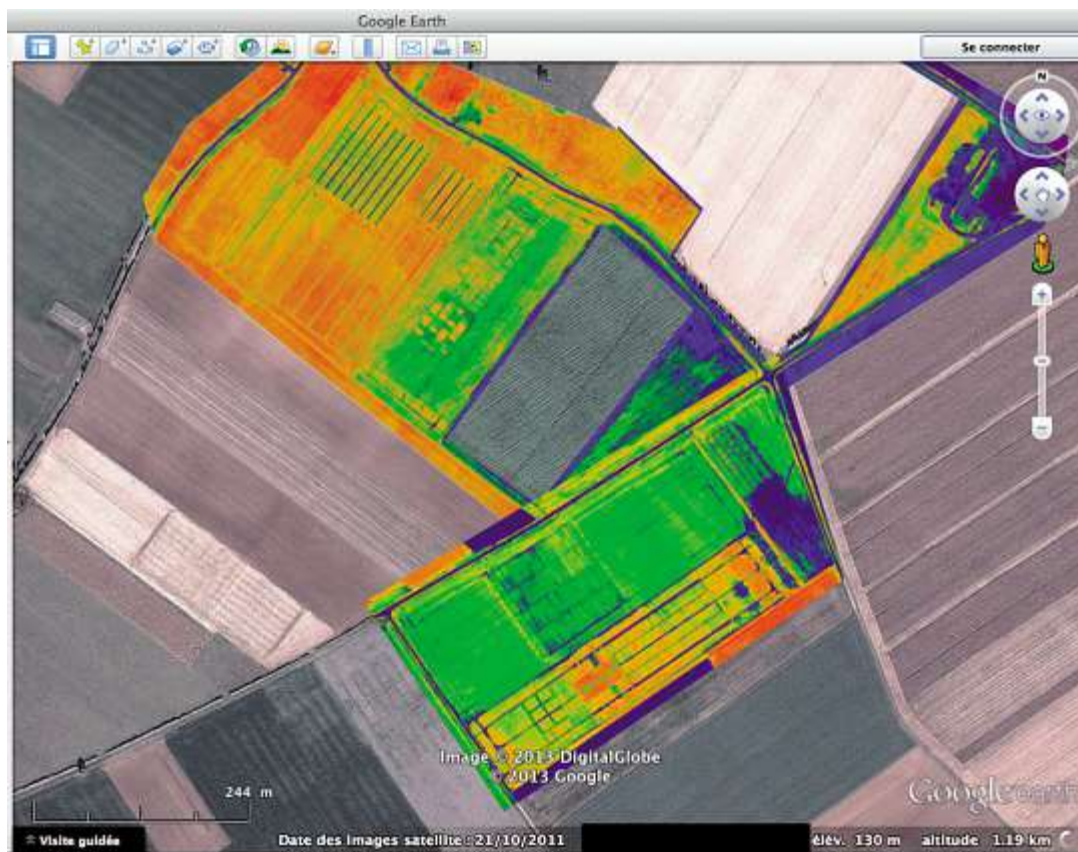 Google Earth
Se connecter
N
Image © 2013 DigitalGlobe
© 2013 Google
Google earth
244 m
Visite guidée
Date des images satellite : 21/10/2011
élév. 130 m
altitude 1.19 km